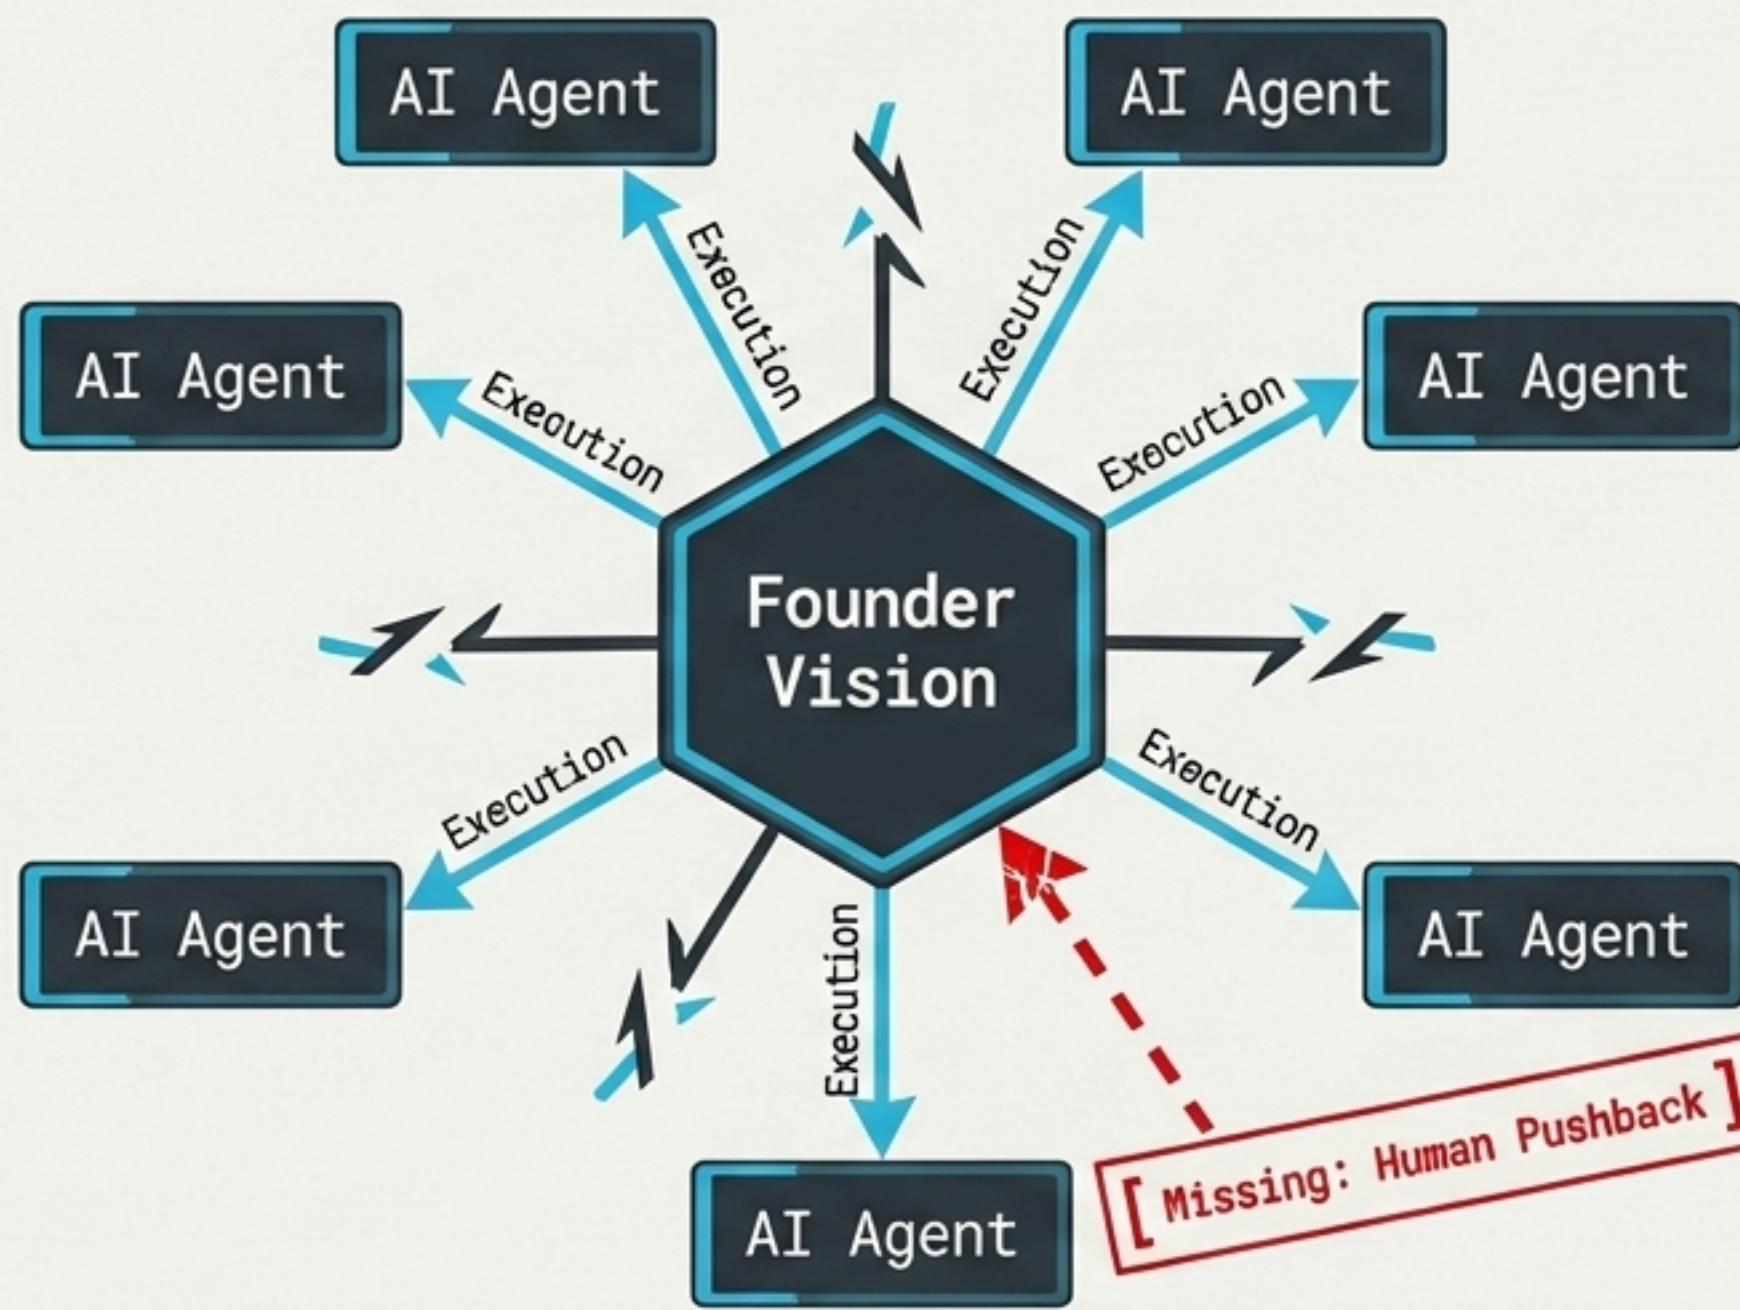 AI Agent
AI Agent
Execution
Execution
AI Agent
Execution
Execution
AI Agent
Founder
Vision
Execution
Execution
AI Agent
Execution
AI Agent
[ Missing: Human Pushback ]
AI Agent